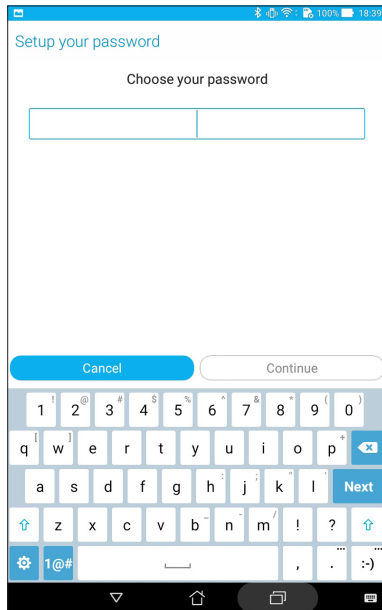 100% 18:39
Setup your password
Choose your password
Cancel Continue
! @ # $ % ^ & * ( )
1 2 3 4 5 6 7 8 9 0
[ ] +
q w e r t y u i o p
: ; " '
a s d f g h j k l Next
_ - /
z x c v b n m ! ?
1@# , . :-)